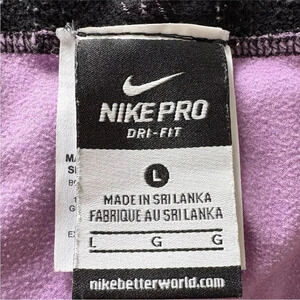 NIKE PRO
DRI-FIT
L
MADE IN SRI LANKA
FABRIQUE AU SRI LANKA
L G G
nikebetterworld.com